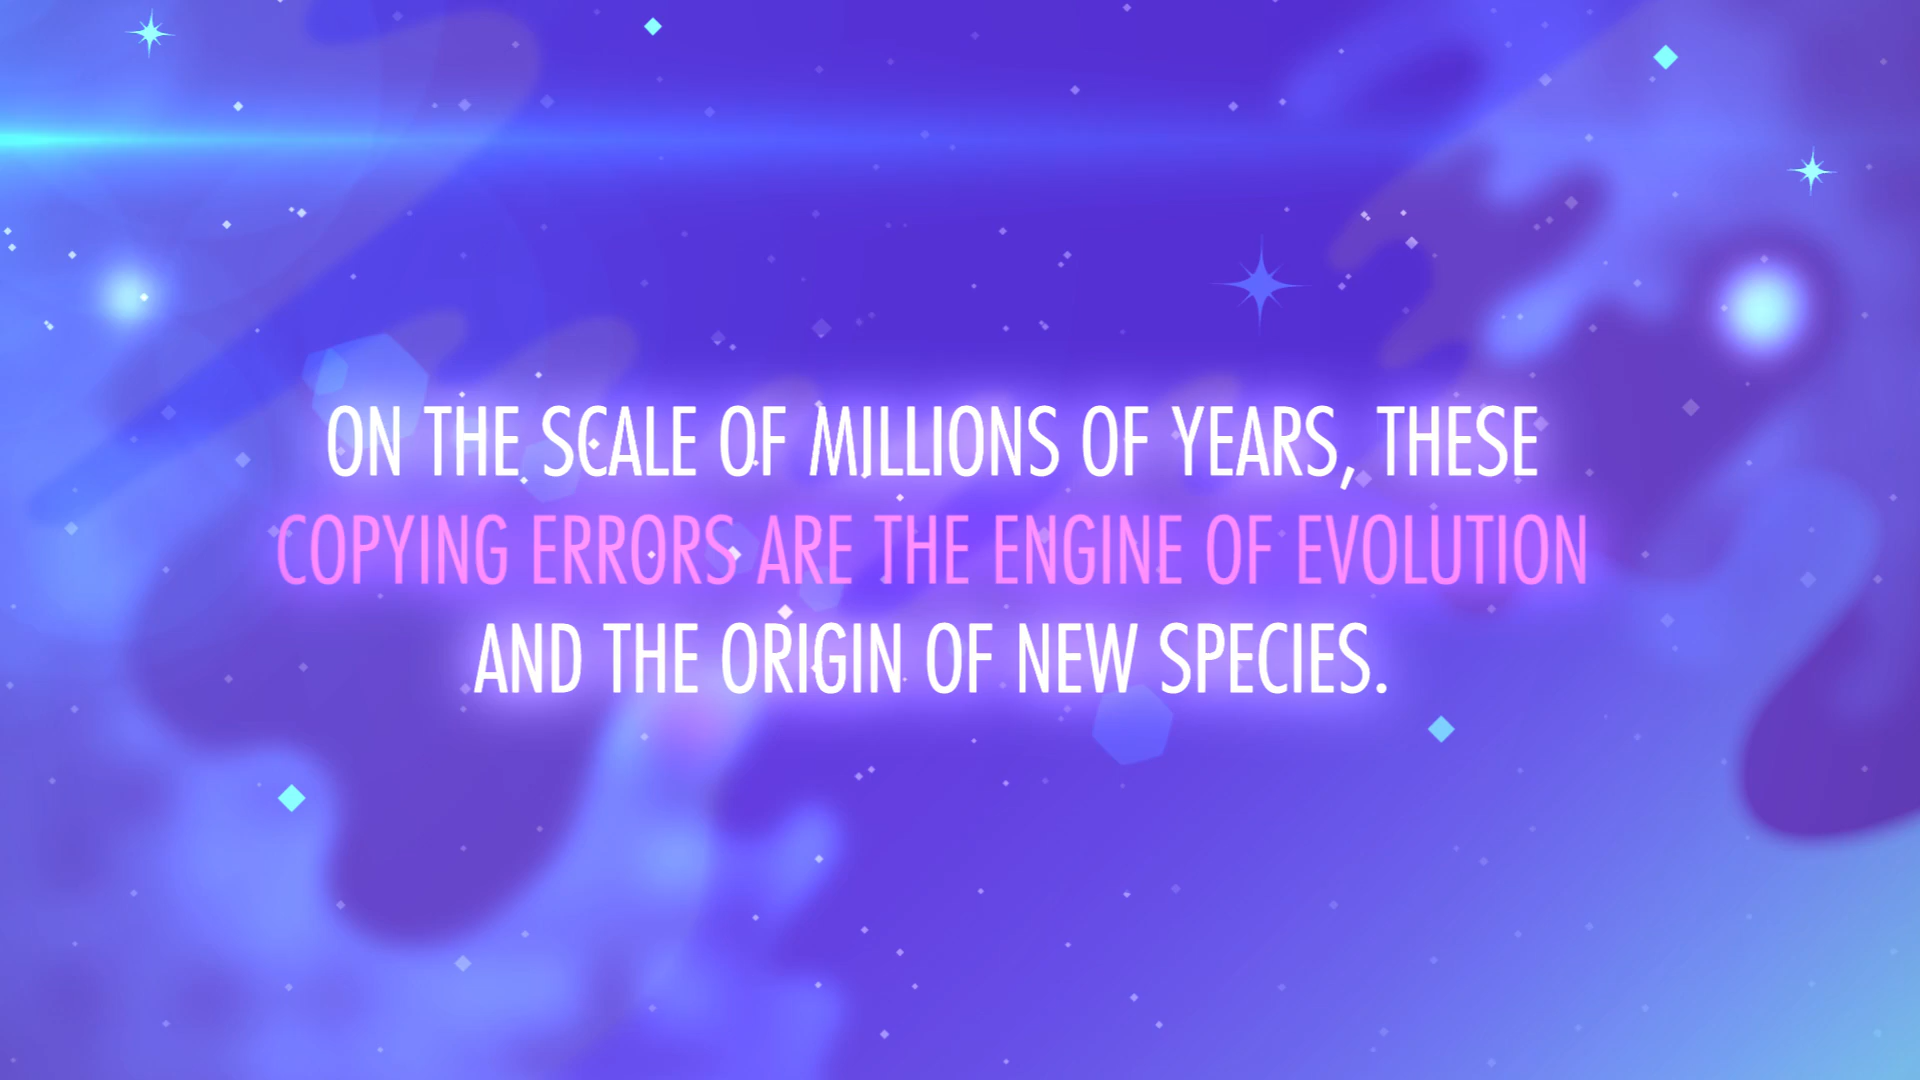 ON THE SCALE OF MILLIONS OF YEARS, THESE
COPYING ERRORS ARE THE ENGINE OF EVOLUTION
AND THE ORIGIN OF NEW SPECIES.